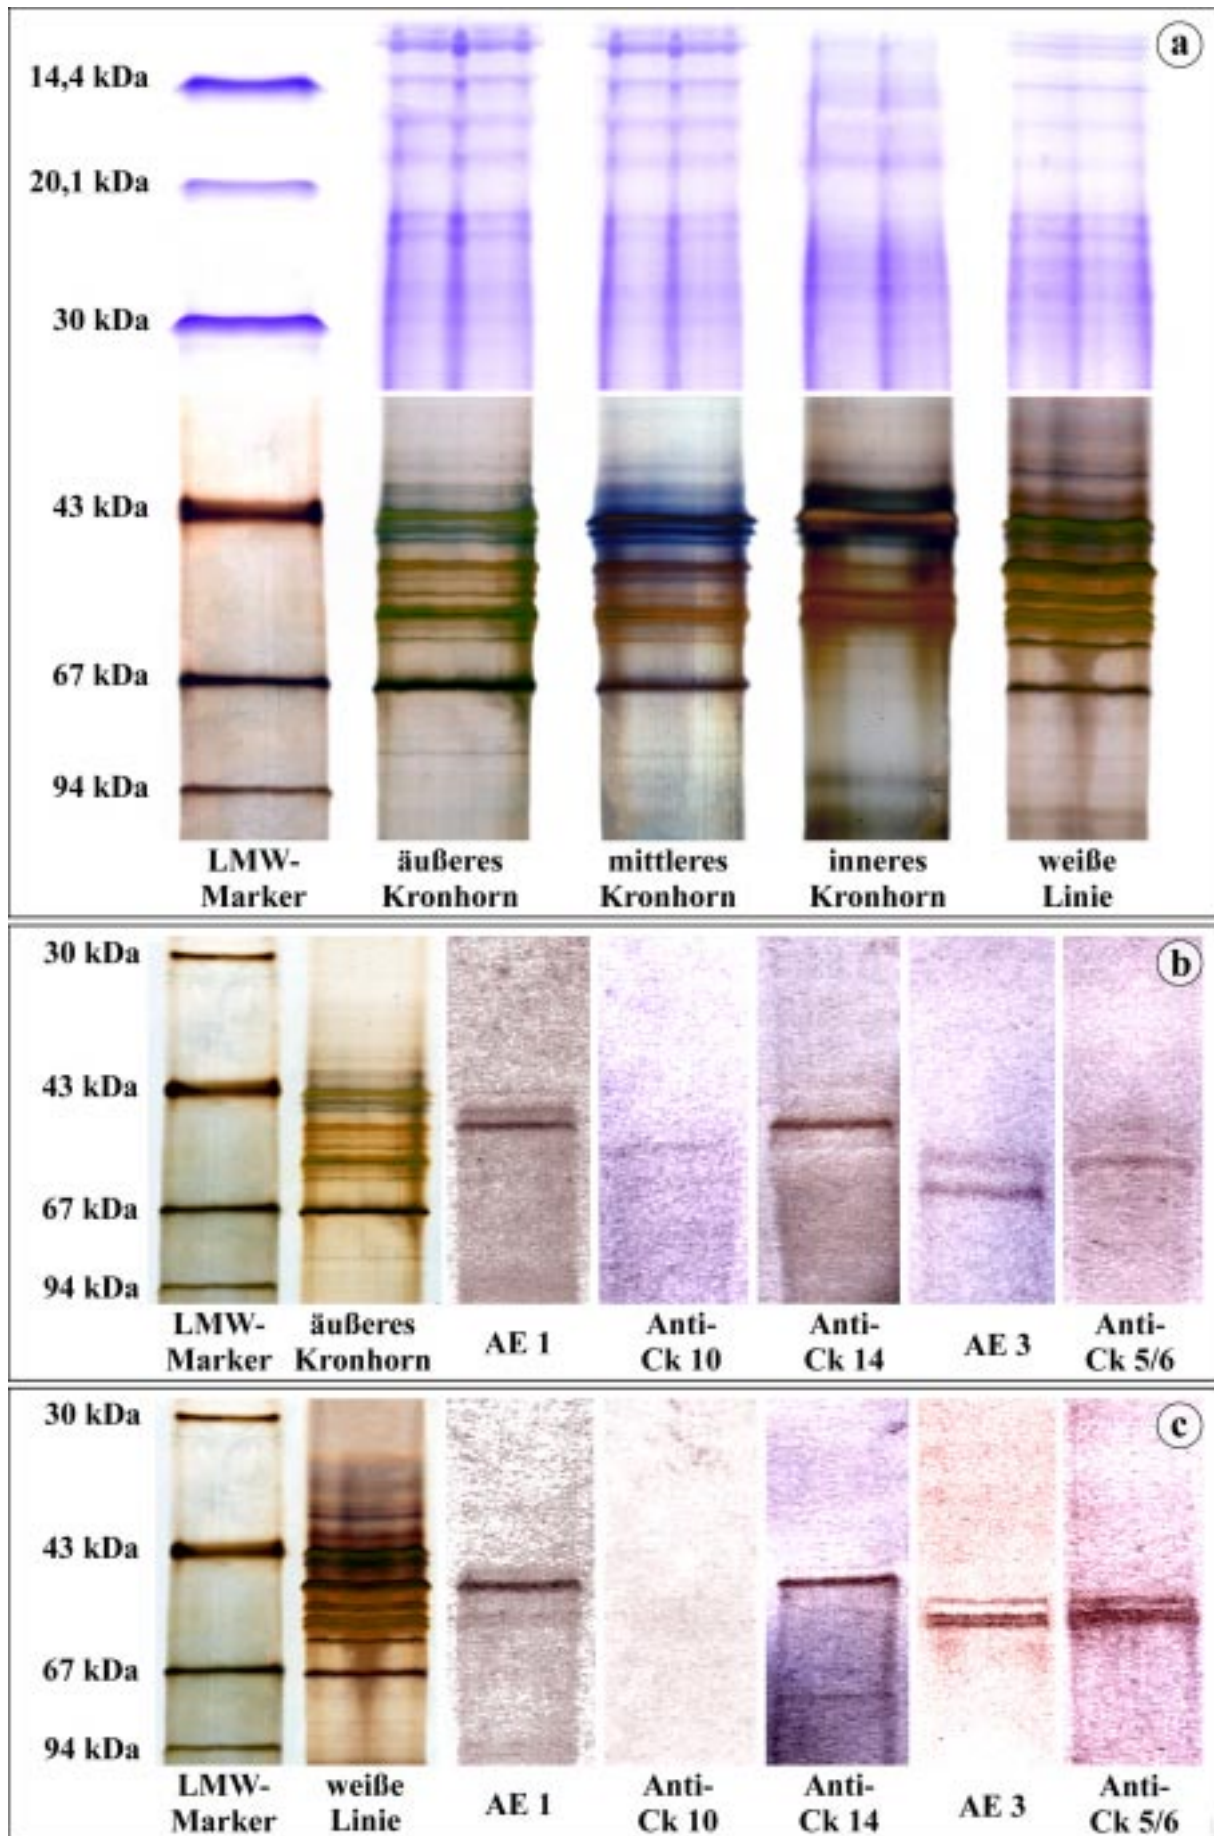 a
14,4 kDa
20,1 kDa
30 kDa
43 kDa
67 kDa
94 kDa
LMW-
Marker
äußeres
Kronhorn
mittleres
Kronhorn
inneres
Kronhorn
weiße
Linie
b
30 kDa
43 kDa
67 kDa
94 kDa
LMW-
Marker
äußeres
Kronhorn
AE 1
Anti-
Ck 10
Anti-
Ck 14
AE 3
Anti-
Ck 5/6
c
30 kDa
43 kDa
67 kDa
94 kDa
LMW-
Marker
weiße
Linie
AE 1
Anti-
Ck 10
Anti-
Ck 14
AE 3
Anti-
Ck 5/6